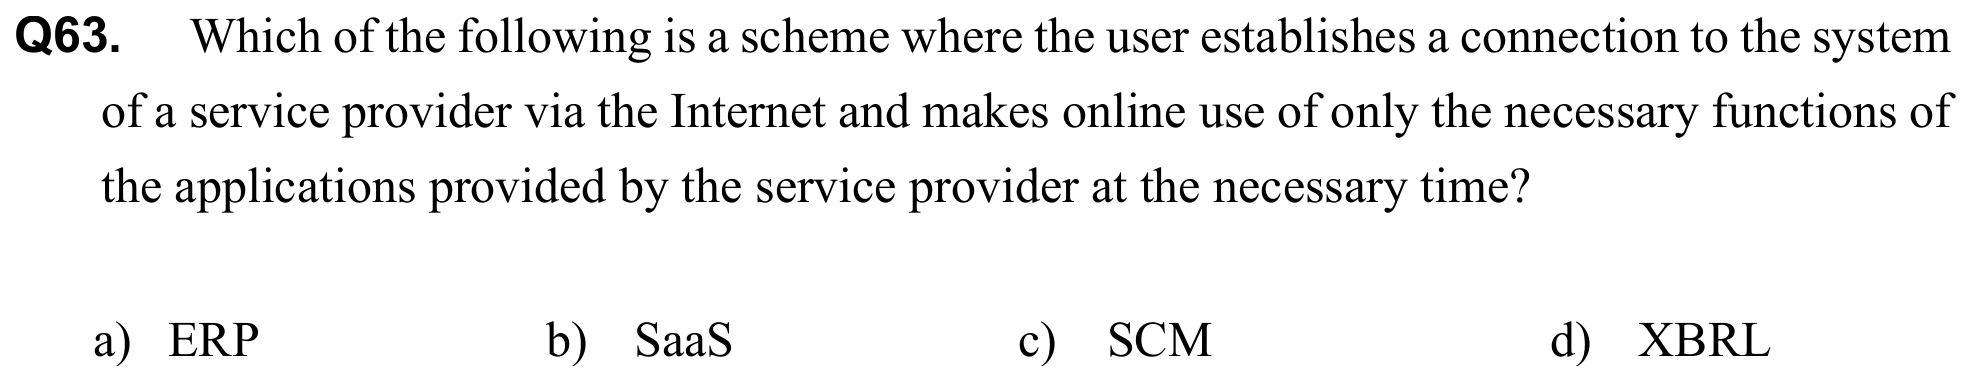 Q63. Which of the following is a scheme where the user establishes a connection to the system
of a service provider via the Internet and makes online use of only the necessary functions of
the applications provided by the service provider at the necessary time?
a) ERP b) SaaS c) SCM d) XBRL